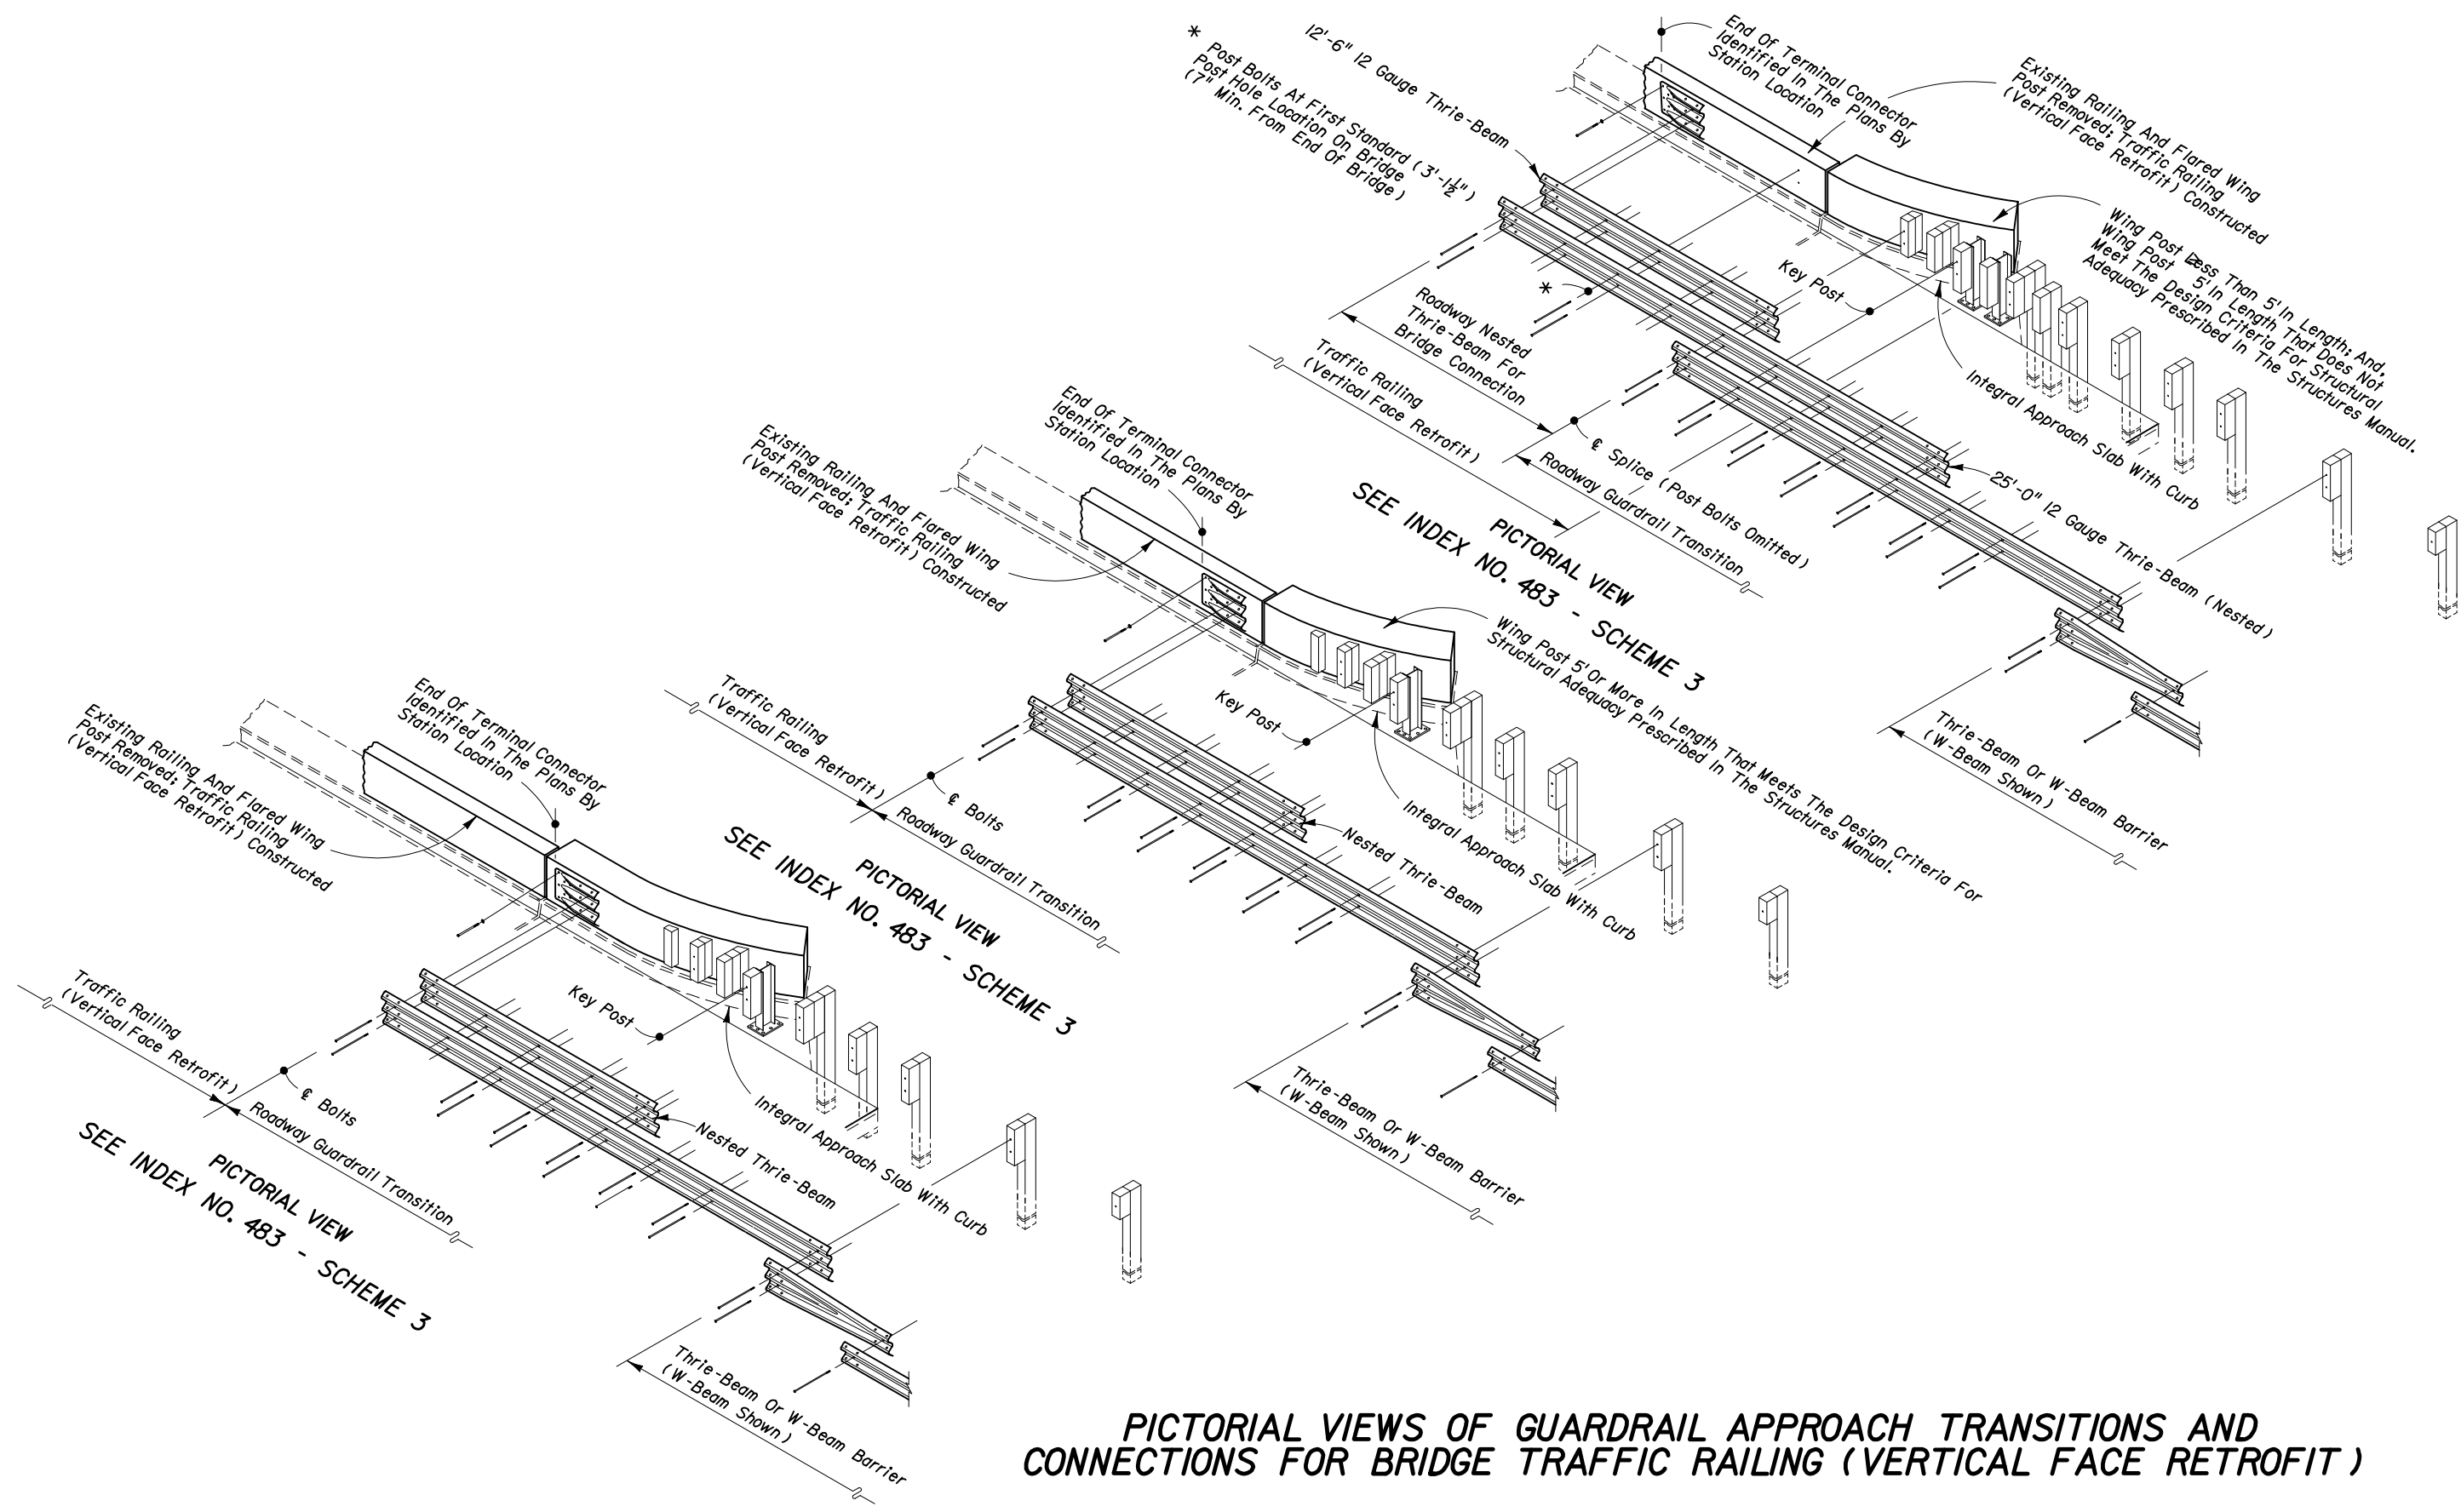 *
Post Bolts At First Standard (3'-1½")
Post Hole Location On Bridge
(7" Min. From End Of Bridge)
12'-6" 12 Gauge Thrie-Beam
End Of Terminal Connector
Identified In The Plans By
Station Location
Existing Railing And Flared Wing
Post Removed; Traffic Railing
(Vertical Face Retrofit) Constructed
Wing Post Less Than 5' In Length; And,
Wing Post ≥ 5' In Length That Does Not
Meet The Design Criteria For Structural
Adequacy Prescribed In The Structures Manual.
Key Post
*
Roadway Nested
Thrie-Beam For
Bridge Connection
Traffic Railing
(Vertical Face Retrofit)
℄ Splice (Post Bolts Omitted)
Roadway Guardrail Transition
Integral Approach Slab With Curb
25'-0" 12 Gauge Thrie-Beam (Nested)
Thrie-Beam Or W-Beam Barrier
(W-Beam Shown)
PICTORIAL VIEW
SEE INDEX NO. 483 - SCHEME 3
Existing Railing And Flared Wing
Post Removed; Traffic Railing
(Vertical Face Retrofit) Constructed
End Of Terminal Connector
Identified In The Plans By
Station Location
Wing Post 5' Or More In Length That Meets The Design Criteria For
Structural Adequacy Prescribed In The Structures Manual.
Key Post
Traffic Railing
(Vertical Face Retrofit)
℄ Bolts
Roadway Guardrail Transition
Integral Approach Slab With Curb
Nested Thrie-Beam
Thrie-Beam Or W-Beam Barrier
(W-Beam Shown)
PICTORIAL VIEW
SEE INDEX NO. 483 - SCHEME 3
Existing Railing And Flared Wing
Post Removed; Traffic Railing
(Vertical Face Retrofit) Constructed
End Of Terminal Connector
Identified In The Plans By
Station Location
Key Post
Traffic Railing
(Vertical Face Retrofit)
℄ Bolts
Roadway Guardrail Transition
Integral Approach Slab With Curb
Nested Thrie-Beam
Thrie-Beam Or W-Beam Barrier
(W-Beam Shown)
PICTORIAL VIEW
SEE INDEX NO. 483 - SCHEME 3
PICTORIAL VIEWS OF GUARDRAIL APPROACH TRANSITIONS AND
CONNECTIONS FOR BRIDGE TRAFFIC RAILING (VERTICAL FACE RETROFIT)